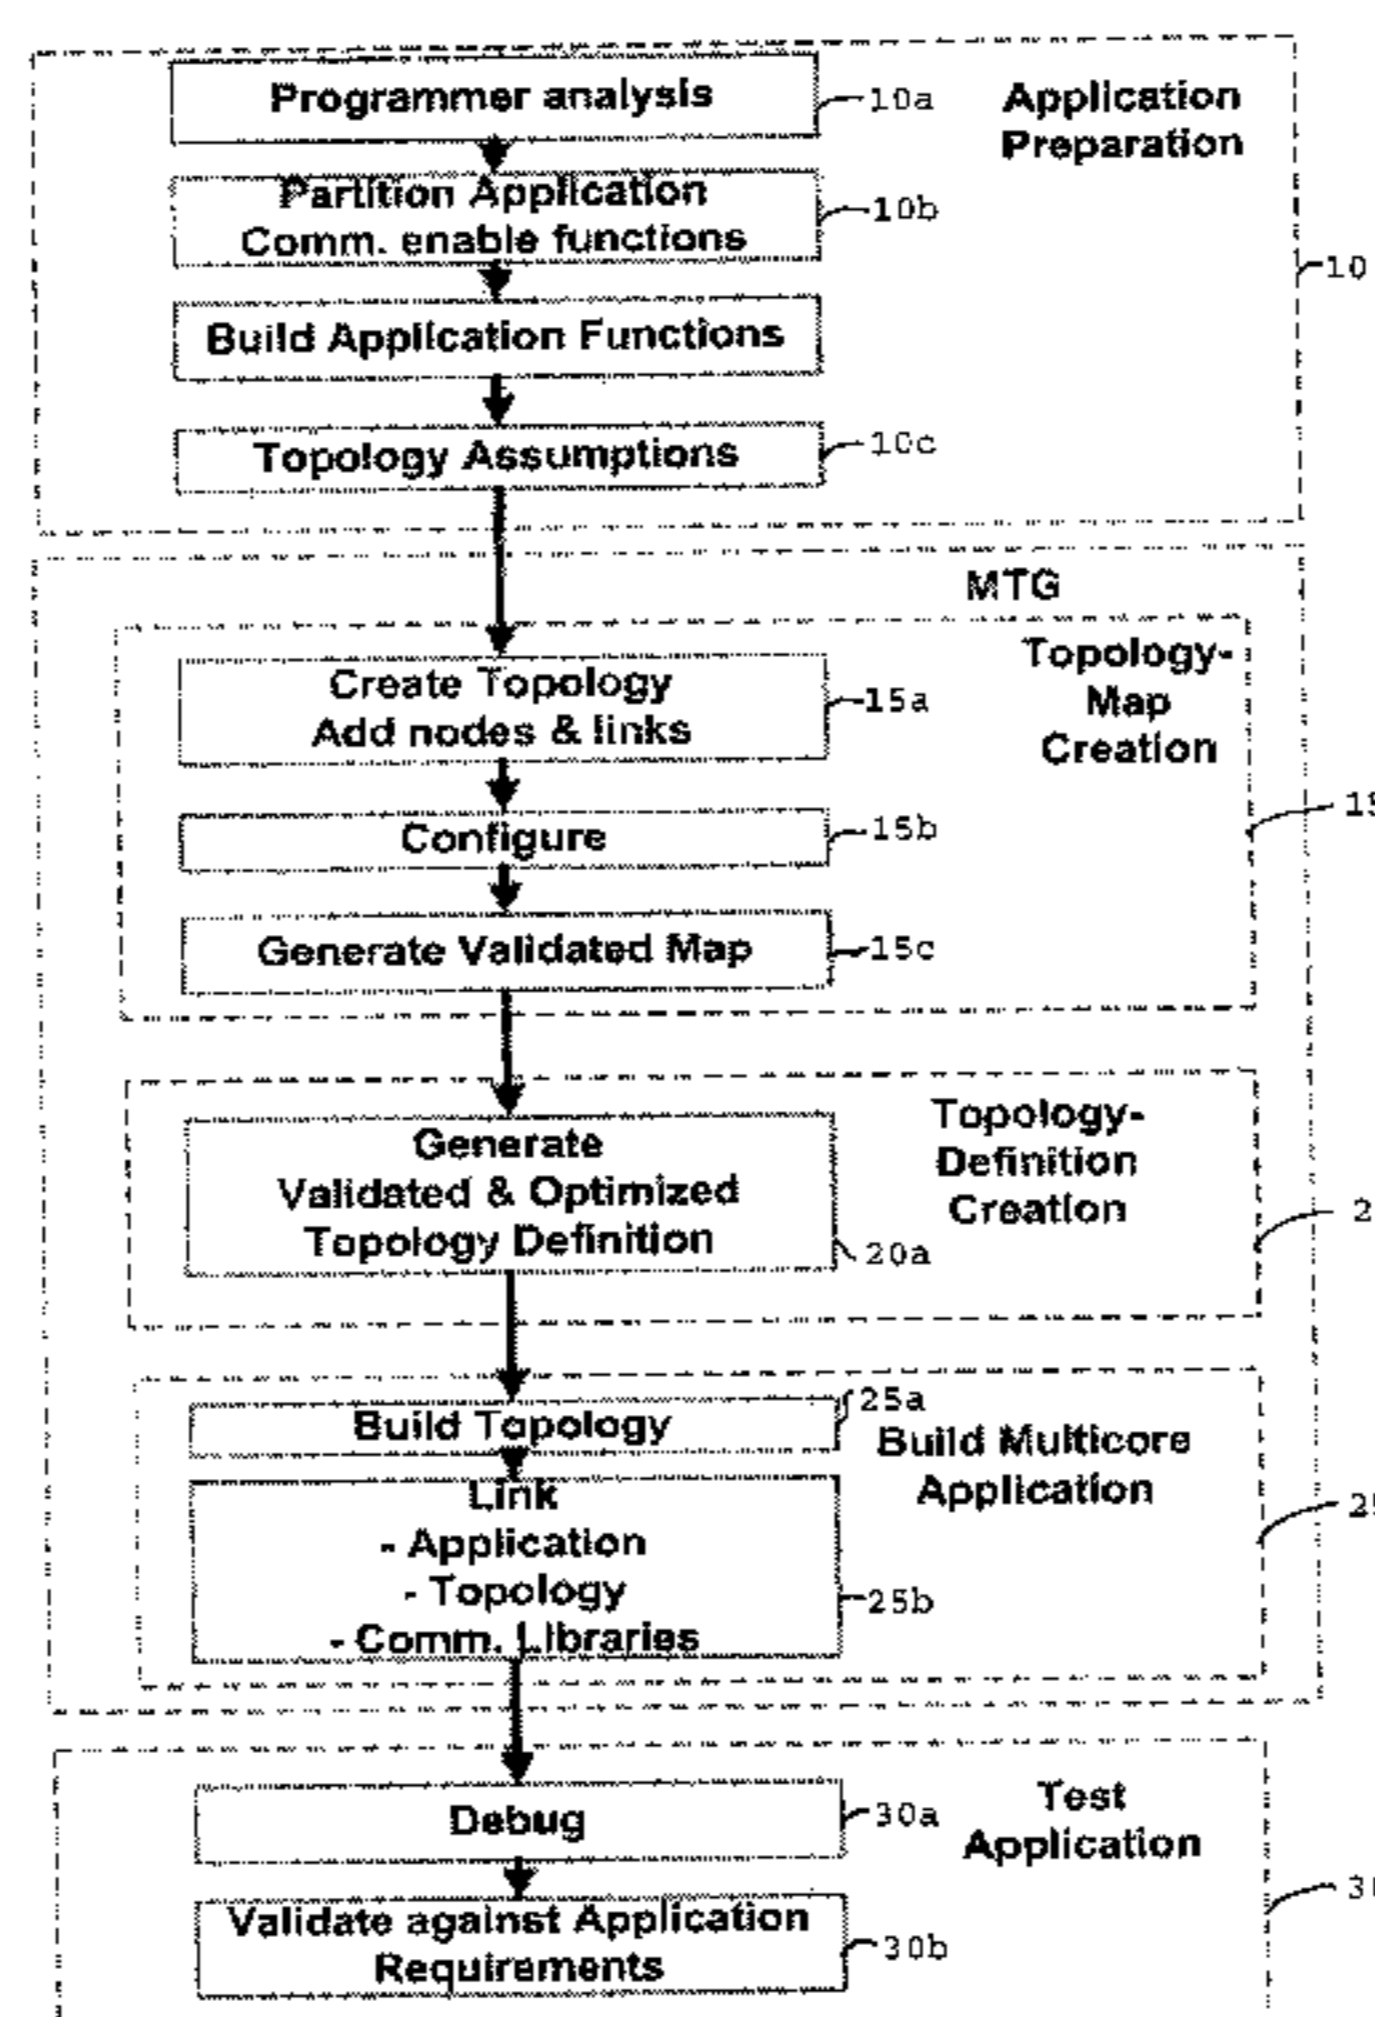 Programmer analysis
10a
Application
Preparation
Partition Application
Comm. enable functions
10b
10
Build Application Functions
Topology Assumptions
10c
MTG
Topology-
Map
Creation
Create Topology
Add nodes & links
15a
Configure
15b
Generate Validated Map
15c
Topology-
Definition
Creation
Generate
Validated & Optimized
Topology Definition
20a
2
Build Topology
25a
Build Multicore
Application
Link
- Application
- Topology
- Comm. Libraries
25b
Test
Application
Debug
30a
Validate against Application
Requirements
30b